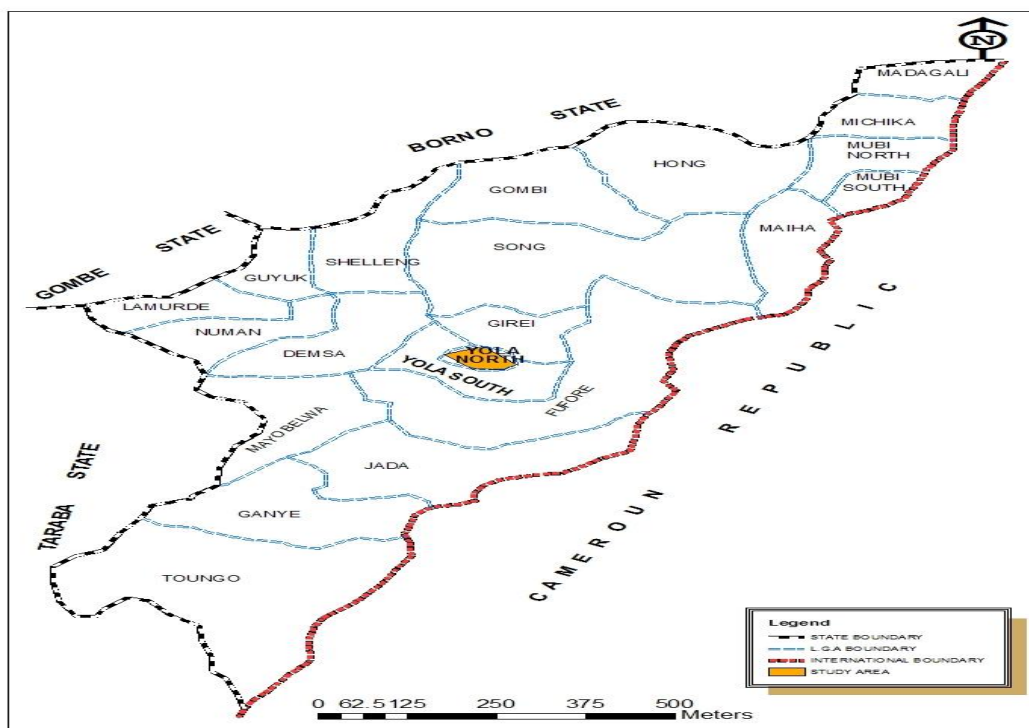 N
MADAGALI
MICHIKA
MUBI
NORTH
MUBI
SOUTH
BORNO STATE
HONG
GOMBI
MAIHA
SONG
GOMBE STATE
SHELLENG
GUYUK
LAMURDE
NUMAN
GIREI
DEMSA
YOLA
NORTH
YOLA SOUTH
FUFORE
MAYO BELWA
CAMEROUN REPUBLIC
JADA
TARABA STATE
GANYE
TOUNGO
Legend
STATE BOUNDARY
L.G.A BOUNDARY
INTERNATIONAL BOUNDARY
STUDY AREA
0 62.5 125 250 375 500
Meters